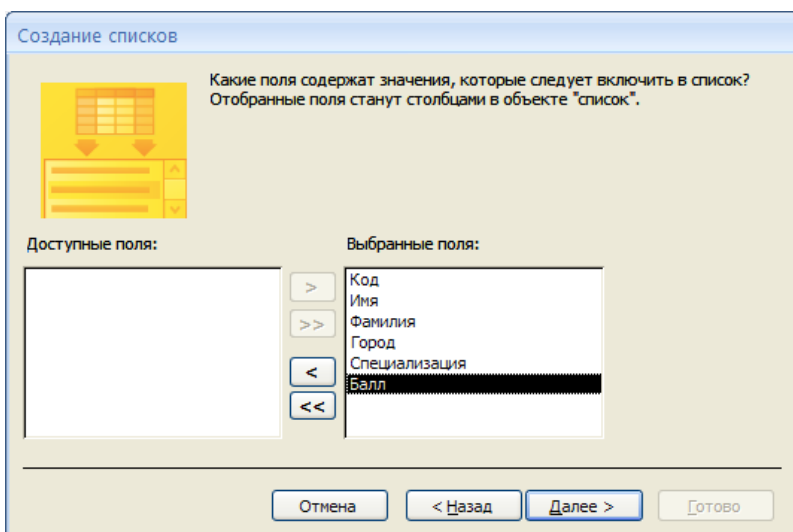 Создание списков
Какие поля содержат значения, которые следует включить в список?
Отобранные поля станут столбцами в объекте "список".
Доступные поля:
Выбранные поля:
>
>>
<
<<
Код
Имя
Фамилия
Город
Специализация
Балл
Отмена
< Назад
Далее >
Готово